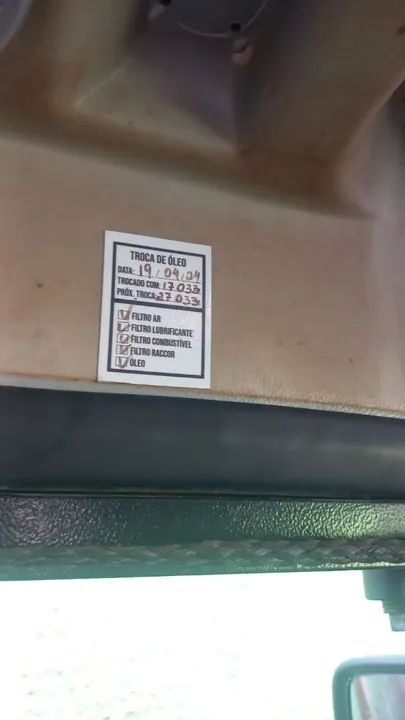 TROCA DE ÓLEO
DATA: 19/04/24
TROCADO COM: 17.033
PRÓX. TROCA: 27.033
FILTRO AR
FILTRO LUBRIFICANTE
FILTRO COMBUSTÍVEL
FILTRO RACCOR
ÓLEO